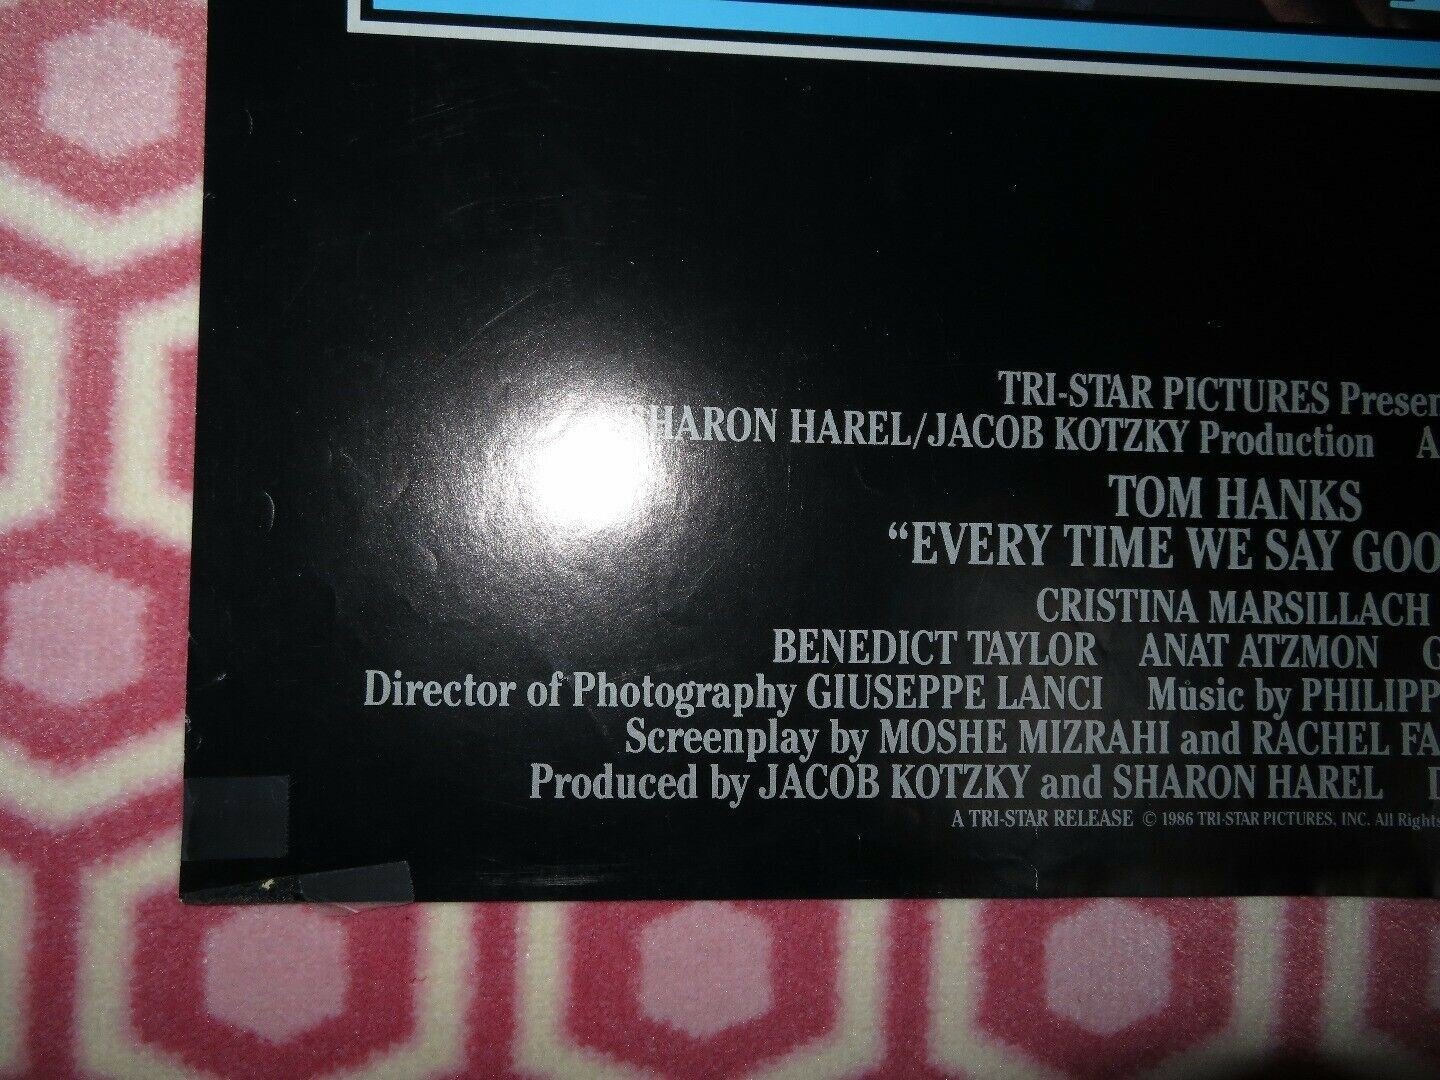 TRI-STAR PICTURES Presen
SHARON HAREL/JACOB KOTZKY Production A
TOM HANKS
“EVERY TIME WE SAY GOO
CRISTINA MARSILLACH
BENEDICT TAYLOR ANAT ATZMON G
Director of Photography GIUSEPPE LANCI Music by PHILIPP
Screenplay by MOSHE MIZRAHI and RACHEL FA
Produced by JACOB KOTZKY and SHARON HAREL D
A TRI-STAR RELEASE © 1986 TRI-STAR PICTURES, INC. All Rights